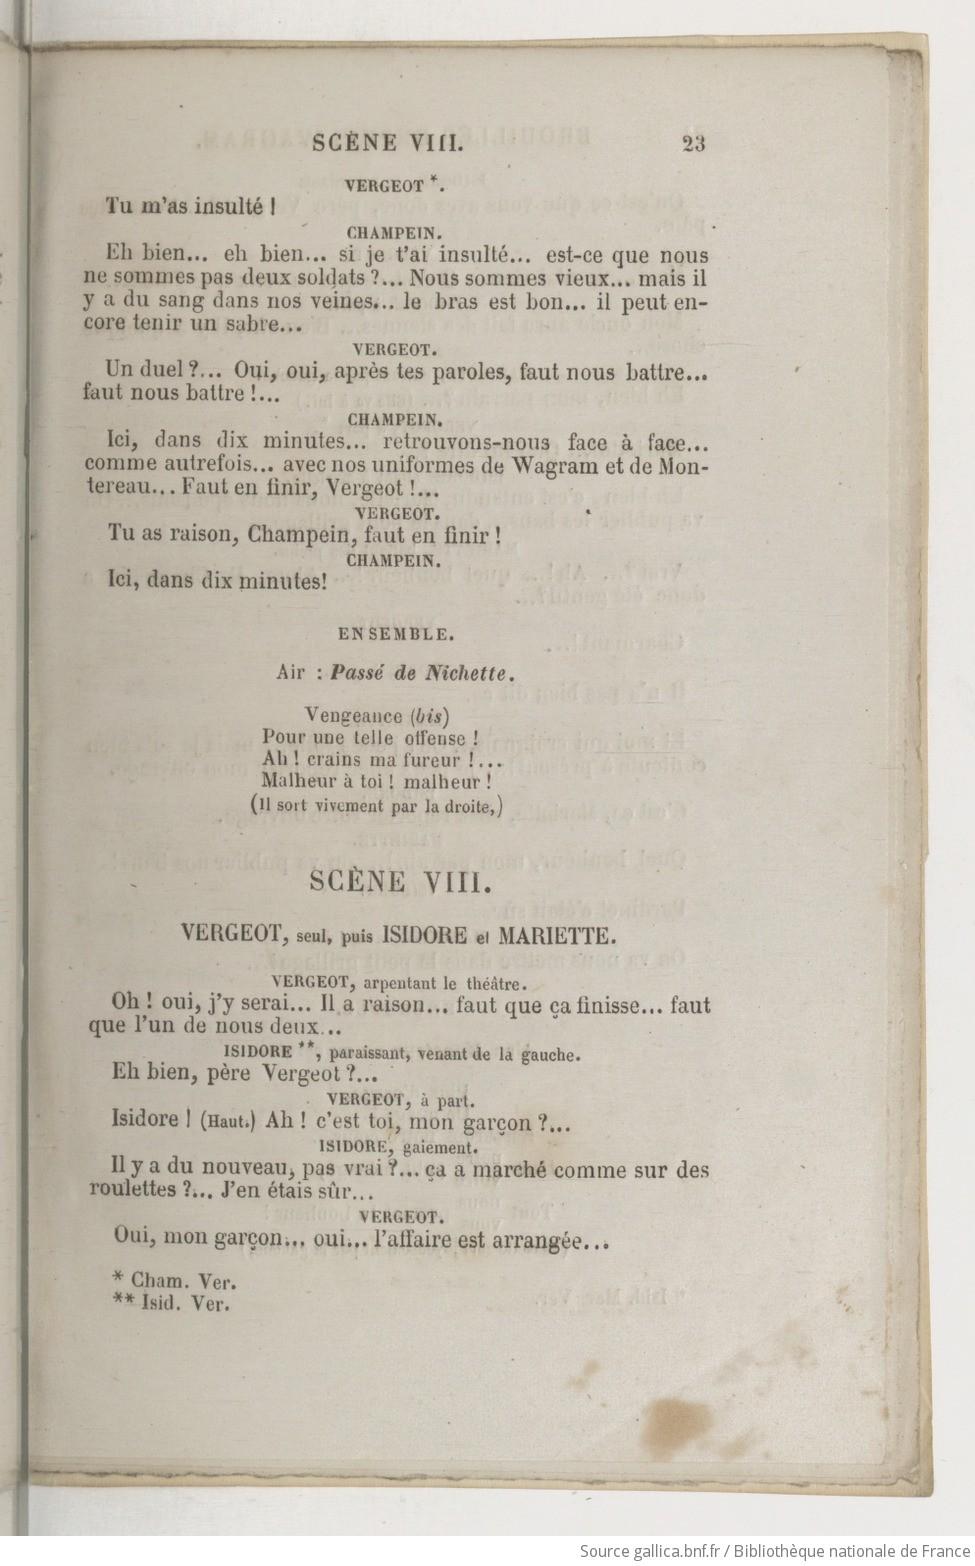 SCÈNE VIII. 23
VERGEOT *.
Tu m'as insulté !
CHAMPEIN.
Eh bien... eh bien... si je t'ai insulté... est-ce que nous
ne sommes pas deux soldats ?... Nous sommes vieux... mais il
y a du sang dans nos veines... le bras est bon... il peut en-
core tenir un sabre...
VERGEOT.
Un duel ?... Oui, oui, après tes paroles, faut nous battre...
faut nous battre !...
CHAMPEIN.
Ici, dans dix minutes... retrouvons-nous face à face...
comme autrefois... avec nos uniformes de Wagram et de Mon-
tereau... Faut en finir, Vergeot !...
VERGEOT.
Tu as raison, Champein, faut en finir !
CHAMPEIN.
Ici, dans dix minutes!
ENSEMBLE.
Air : Passé de Nichette.
Vengeance (bis)
Pour une telle offense !
Ah ! crains ma fureur !...
Malheur à toi ! malheur !
(Il sort vivement par la droite,)
SCÈNE VIII.
VERGEOT, seul, puis ISIDORE et MARIETTE.
VERGEOT, arpentant le théâtre.
Oh ! oui, j'y serai... Il a raison... faut que ça finisse... faut
que l'un de nous deux...
ISIDORE **, paraissant, venant de la gauche.
Eh bien, père Vergeot ?...
VERGEOT, à part.
Isidore ! (Haut.) Ah ! c'est toi, mon garçon ?...
ISIDORE, gaiement.
Il y a du nouveau, pas vrai ?... ça a marché comme sur des
roulettes ?... J'en étais sûr...
VERGEOT.
Oui, mon garçon... oui... l'affaire est arrangée...
* Cham. Ver.
** Isid. Ver.
Source gallica.bnf.fr / Bibliothèque nationale de France